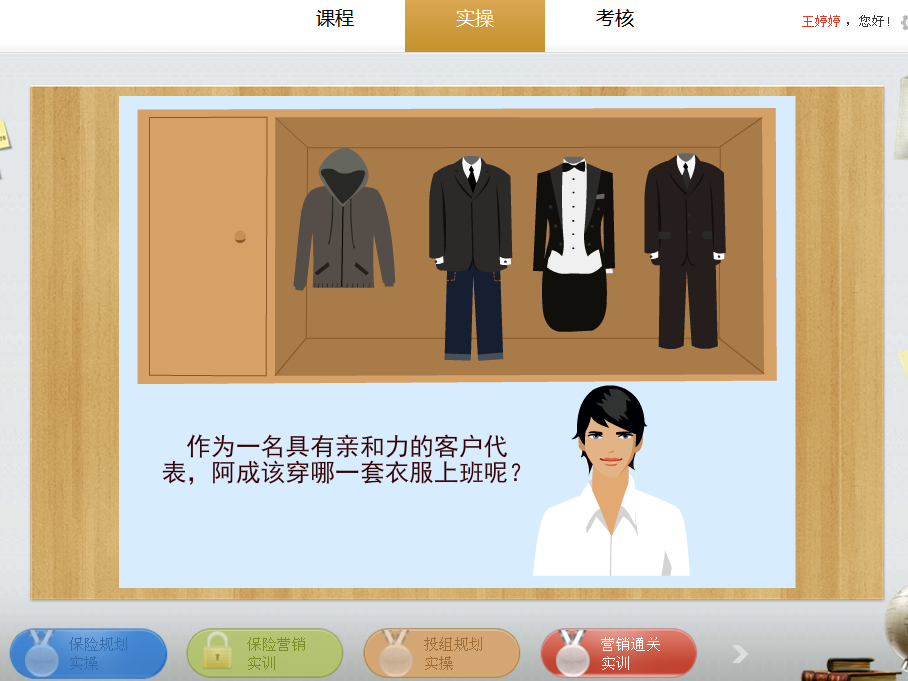 课程 实操 考核 王婷婷 ，您好！
作为一名具有亲和力的客户代
表，阿成该穿哪一套衣服上班呢？
保险规划
实操
保险营销
实训
投组规划
实操
营销通关
实训